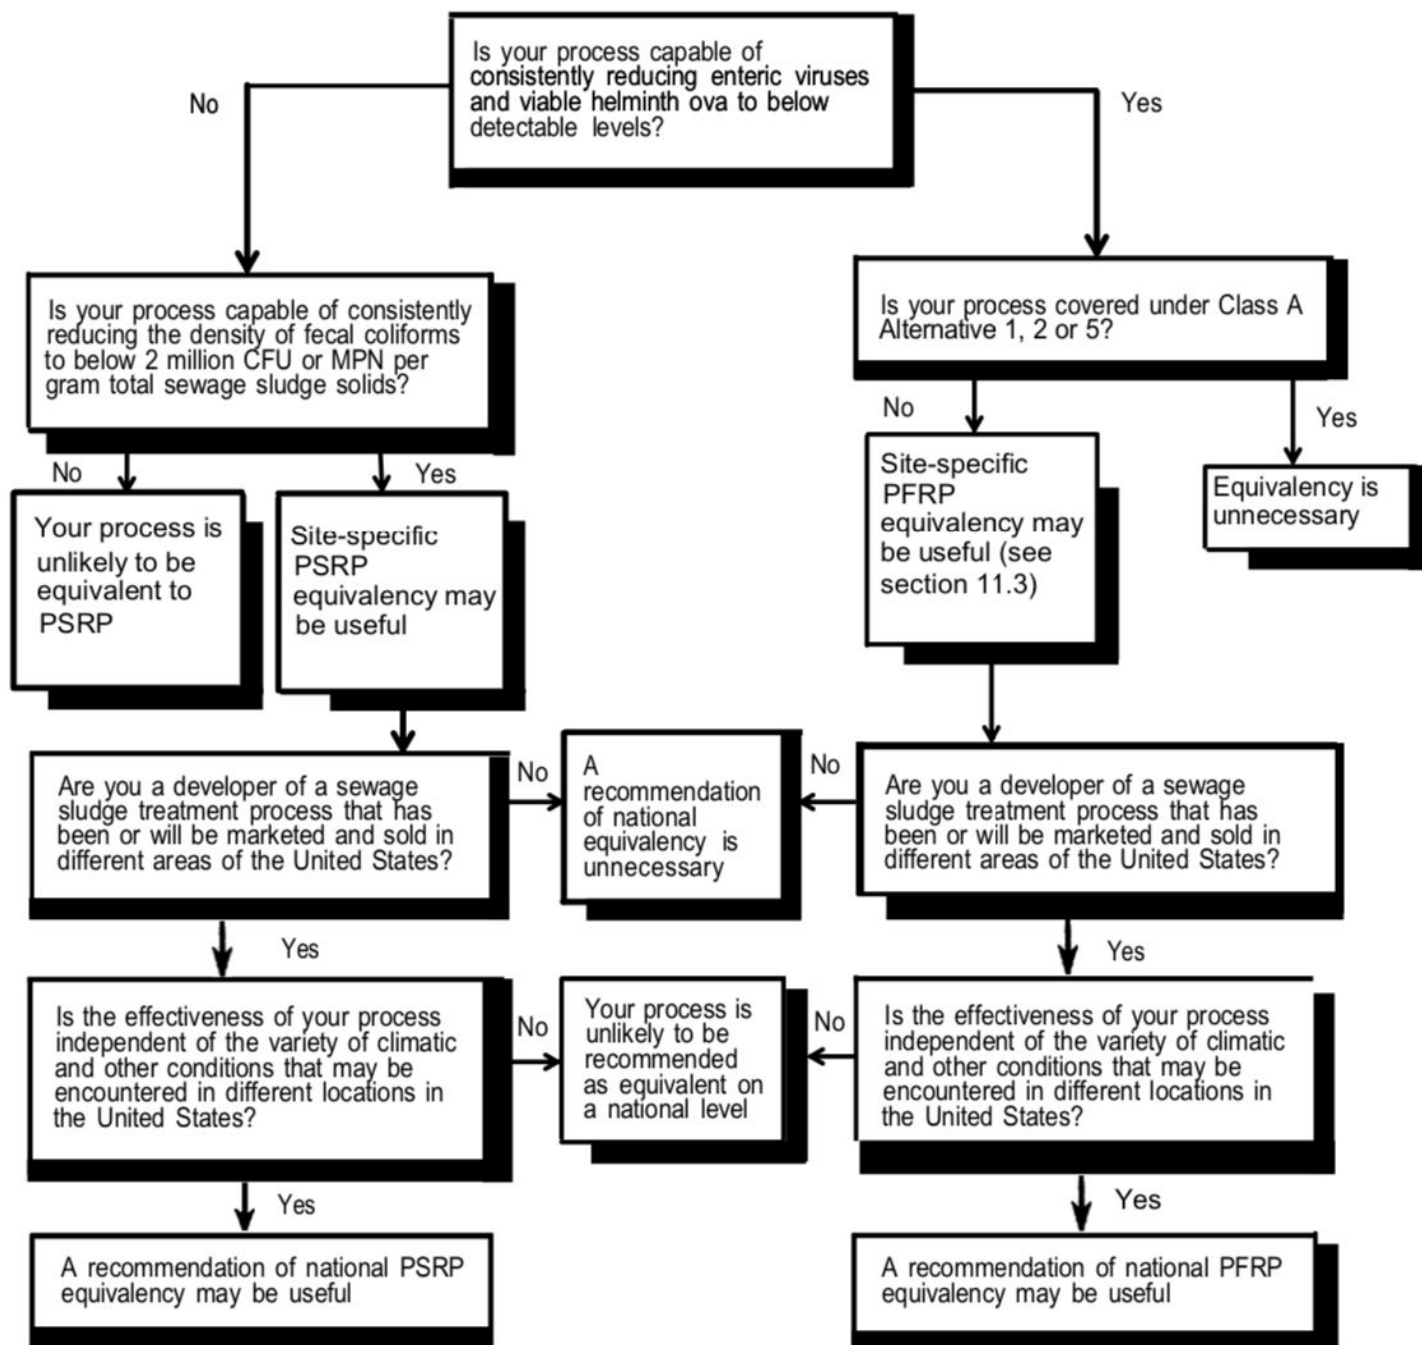 Is your process capable of
consistently reducing enteric viruses
and viable helminth ova to below
detectable levels?
No
Yes
Is your process capable of consistently
reducing the density of fecal coliforms
to below 2 million CFU or MPN per
gram total sewage sludge solids?
Is your process covered under Class A
Alternative 1, 2 or 5?
No
Yes
No
Yes
Your process is
unlikely to be
equivalent to
PSRP
Site-specific
PSRP
equivalency may
be useful
Site-specific
PFRP
equivalency may
be useful (see
section 11.3)
Equivalency is
unnecessary
Are you a developer of a sewage
sludge treatment process that has
been or will be marketed and sold in
different areas of the United States?
No
A
recommendation
of national
equivalency is
unnecessary
No
Are you a developer of a sewage
sludge treatment process that has
been or will be marketed and sold in
different areas of the United States?
Yes
Yes
Is the effectiveness of your process
independent of the variety of climatic
and other conditions that may be
encountered in different locations in
the United States?
No
Your process is
unlikely to be
recommended
as equivalent on
a national level
No
Is the effectiveness of your process
independent of the variety of climatic
and other conditions that may be
encountered in different locations in
the United States?
Yes
Yes
A recommendation of national PSRP
equivalency may be useful
A recommendation of national PFRP
equivalency may be useful